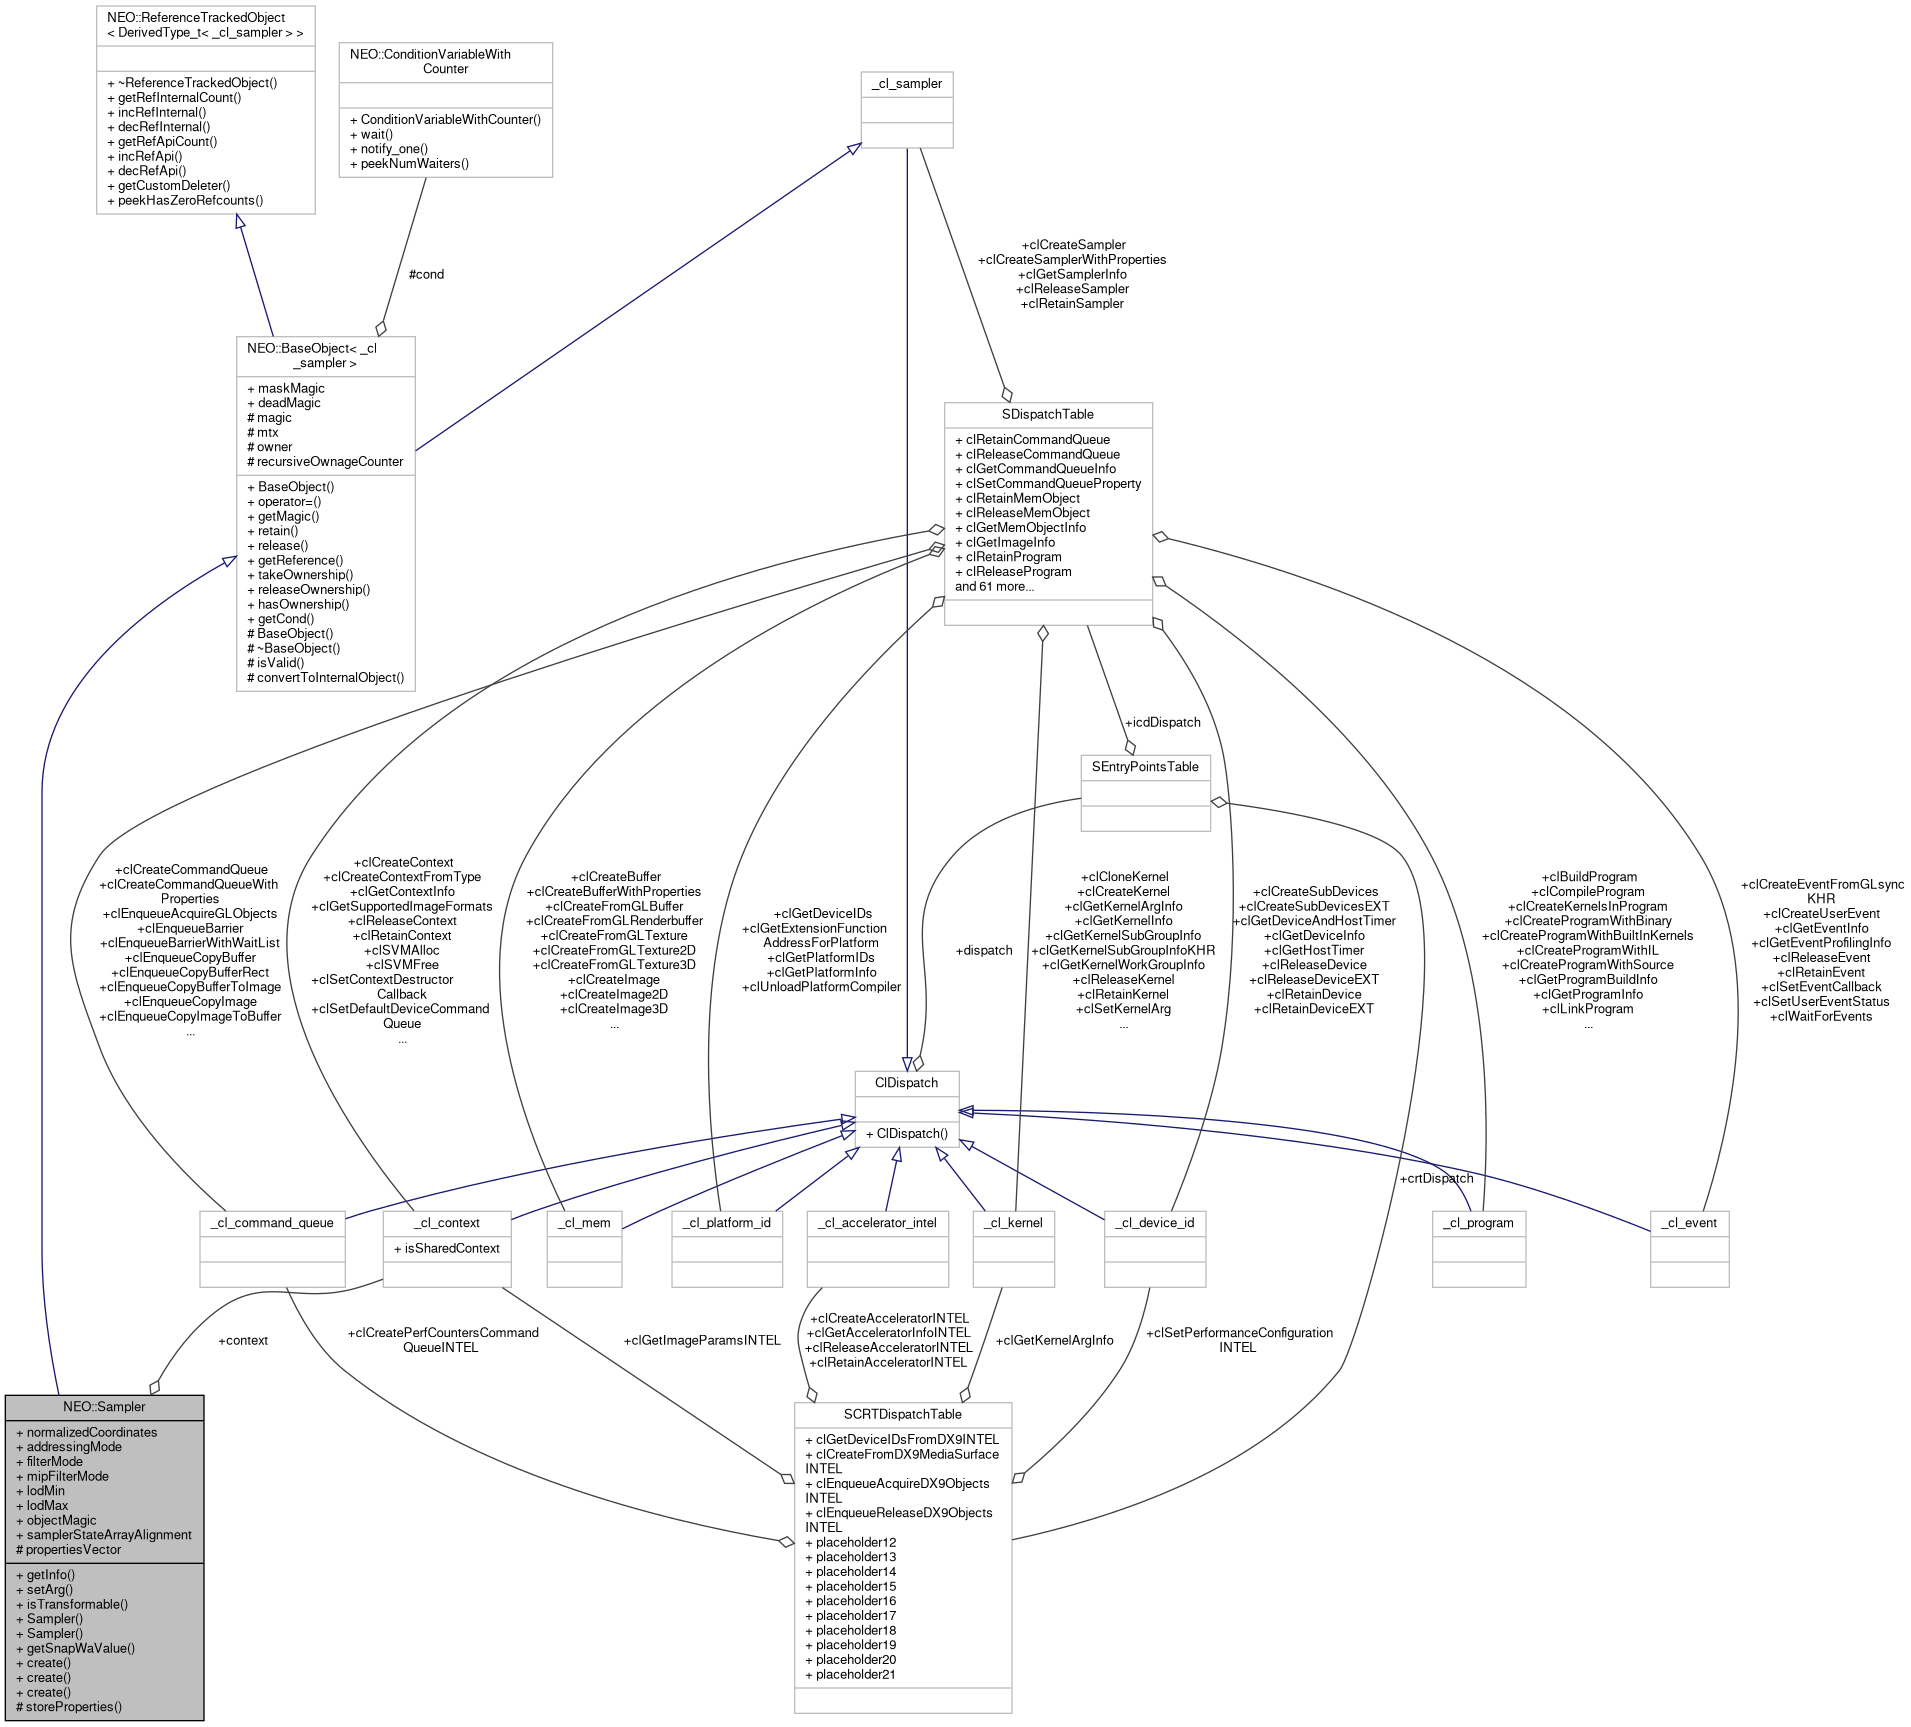 NEO::ReferenceTrackedObject
< DerivedType_t< _cl_sampler > >
+ ~ReferenceTrackedObject()
+ getRefInternalCount()
+ incRefInternal()
+ decRefInternal()
+ getRefApiCount()
+ incRefApi()
+ decRefApi()
+ getCustomDeleter()
+ peekHasZeroRefcounts()
NEO::ConditionVariableWith
Counter
+ ConditionVariableWithCounter()
+ wait()
+ notify_one()
+ peekNumWaiters()
_cl_sampler
#cond
+clCreateSampler
+clCreateSamplerWithProperties
+clGetSamplerInfo
+clReleaseSampler
+clRetainSampler
NEO::BaseObject< _cl
_sampler >
+ maskMagic
+ deadMagic
# magic
# mtx
# owner
# recursiveOwnageCounter
+ BaseObject()
+ operator=()
+ getMagic()
+ retain()
+ release()
+ getReference()
+ takeOwnership()
+ releaseOwnership()
+ hasOwnership()
+ getCond()
# BaseObject()
# ~BaseObject()
# isValid()
# convertToInternalObject()
SDispatchTable
+ clRetainCommandQueue
+ clReleaseCommandQueue
+ clGetCommandQueueInfo
+ clSetCommandQueueProperty
+ clRetainMemObject
+ clReleaseMemObject
+ clGetMemObjectInfo
+ clGetImageInfo
+ clRetainProgram
+ clReleaseProgram
and 61 more...
+icdDispatch
SEntryPointsTable
+clCreateCommandQueue
+clCreateCommandQueueWith
Properties
+clEnqueueAcquireGLObjects
+clEnqueueBarrier
+clEnqueueBarrierWithWaitList
+clEnqueueCopyBuffer
+clEnqueueCopyBufferRect
+clEnqueueCopyBufferToImage
+clEnqueueCopyImage
+clEnqueueCopyImageToBuffer
...
+clCreateContext
+clCreateContextFromType
+clGetContextInfo
+clGetSupportedImageFormats
+clReleaseContext
+clRetainContext
+clSVMAlloc
+clSVMFree
+clSetContextDestructor
Callback
+clSetDefaultDeviceCommand
Queue
...
+clCreateBuffer
+clCreateBufferWithProperties
+clCreateFromGLBuffer
+clCreateFromGLRenderbuffer
+clCreateFromGLTexture
+clCreateFromGLTexture2D
+clCreateFromGLTexture3D
+clCreateImage
+clCreateImage2D
+clCreateImage3D
...
+clGetDeviceIDs
+clGetExtensionFunction
AddressForPlatform
+clGetPlatformIDs
+clGetPlatformInfo
+clUnloadPlatformCompiler
+dispatch
+clCloneKernel
+clCreateKernel
+clGetKernelArgInfo
+clGetKernelInfo
+clGetKernelSubGroupInfo
+clGetKernelSubGroupInfoKHR
+clGetKernelWorkGroupInfo
+clReleaseKernel
+clRetainKernel
+clSetKernelArg
...
+clCreateSubDevices
+clCreateSubDevicesEXT
+clGetDeviceAndHostTimer
+clGetDeviceInfo
+clGetHostTimer
+clReleaseDevice
+clReleaseDeviceEXT
+clRetainDevice
+clRetainDeviceEXT
+clBuildProgram
+clCompileProgram
+clCreateKernelsInProgram
+clCreateProgramWithBinary
+clCreateProgramWithBuiltInKernels
+clCreateProgramWithIL
+clCreateProgramWithSource
+clGetProgramBuildInfo
+clGetProgramInfo
+clLinkProgram
...
+clCreateEventFromGLsync
KHR
+clCreateUserEvent
+clGetEventInfo
+clGetEventProfilingInfo
+clReleaseEvent
+clRetainEvent
+clSetEventCallback
+clSetUserEventStatus
+clWaitForEvents
ClDispatch
+ ClDispatch()
+crtDispatch
_cl_command_queue
_cl_context
+ isSharedContext
_cl_mem
_cl_platform_id
_cl_accelerator_intel
_cl_kernel
_cl_device_id
_cl_program
_cl_event
+context
+clCreatePerfCountersCommand
QueueINTEL
+clGetImageParamsINTEL
+clCreateAcceleratorINTEL
+clGetAcceleratorInfoINTEL
+clReleaseAcceleratorINTEL
+clRetainAcceleratorINTEL
+clGetKernelArgInfo
+clSetPerformanceConfiguration
INTEL
NEO::Sampler
+ normalizedCoordinates
+ addressingMode
+ filterMode
+ mipFilterMode
+ lodMin
+ lodMax
+ objectMagic
+ samplerStateArrayAlignment
# propertiesVector
+ getInfo()
+ setArg()
+ isTransformable()
+ Sampler()
+ Sampler()
+ getSnapWaValue()
+ create()
+ create()
+ create()
# storeProperties()
SCRTDispatchTable
+ clGetDeviceIDsFromDX9INTEL
+ clCreateFromDX9MediaSurface
INTEL
+ clEnqueueAcquireDX9Objects
INTEL
+ clEnqueueReleaseDX9Objects
INTEL
+ placeholder12
+ placeholder13
+ placeholder14
+ placeholder15
+ placeholder16
+ placeholder17
+ placeholder18
+ placeholder19
+ placeholder20
+ placeholder21